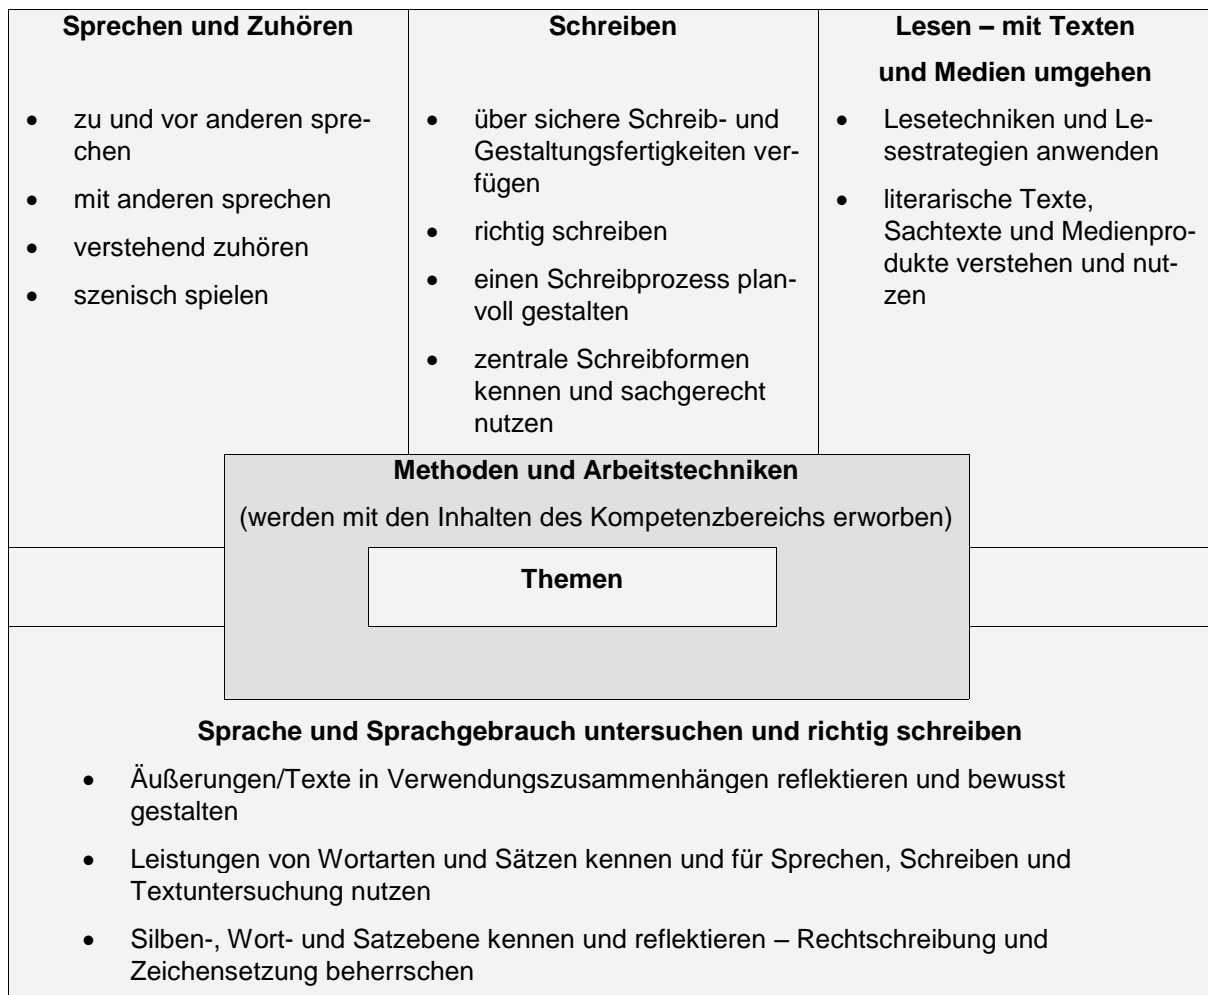 Sprechen und Zuhören
• zu und vor anderen spre-
chen
• mit anderen sprechen
• verstehend zuhören
• szenisch spielen
Schreiben
• über sichere Schreib- und
Gestaltungsfertigkeiten ver-
fügen
• richtig schreiben
• einen Schreibprozess plan-
voll gestalten
• zentrale Schreibformen
kennen und sachgerecht
nutzen
Lesen – mit Texten
und Medien umgehen
• Lesetechniken und Le-
sestrategien anwenden
• literarische Texte,
Sachtexte und Medienpro-
dukte verstehen und nut-
zen
Methoden und Arbeitstechniken
(werden mit den Inhalten des Kompetenzbereichs erworben)
Themen
Sprache und Sprachgebrauch untersuchen und richtig schreiben
• Äußerungen/Texte in Verwendungszusammenhängen reflektieren und bewusst
gestalten
• Leistungen von Wortarten und Sätzen kennen und für Sprechen, Schreiben und
Textuntersuchung nutzen
• Silben-, Wort- und Satzebene kennen und reflektieren – Rechtschreibung und
Zeichensetzung beherrschen